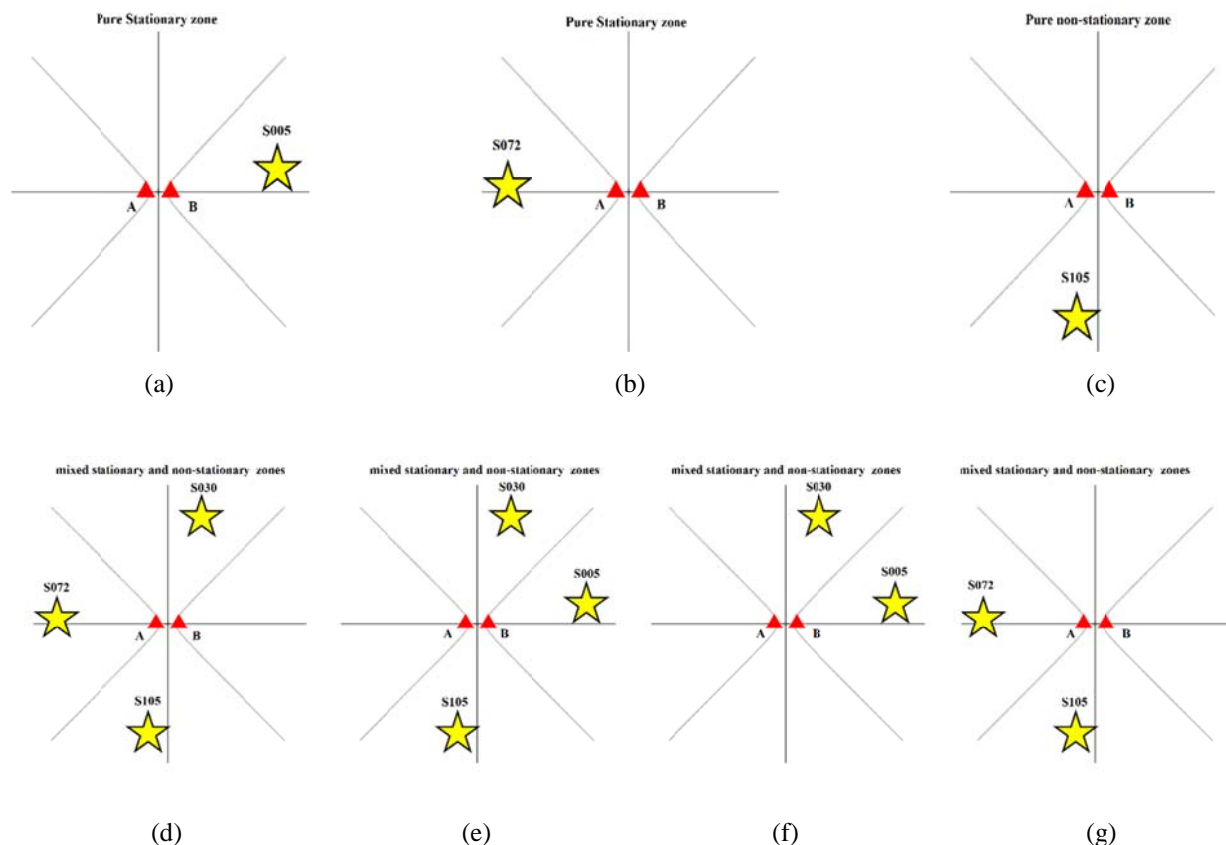 Pure Stationary zone
S005
A B
(a)
Pure Stationary zone
S072
A B
(b)
Pure non-stationary zone
A B
S105
(c)
mixed stationary and non-stationary zones
S030
S072
A B
S105
(d)
mixed stationary and non-stationary zones
S030
S005
A B
S105
(e)
mixed stationary and non-stationary zones
S030
S005
A B
(f)
mixed stationary and non-stationary zones
S072
A B
S105
(g)